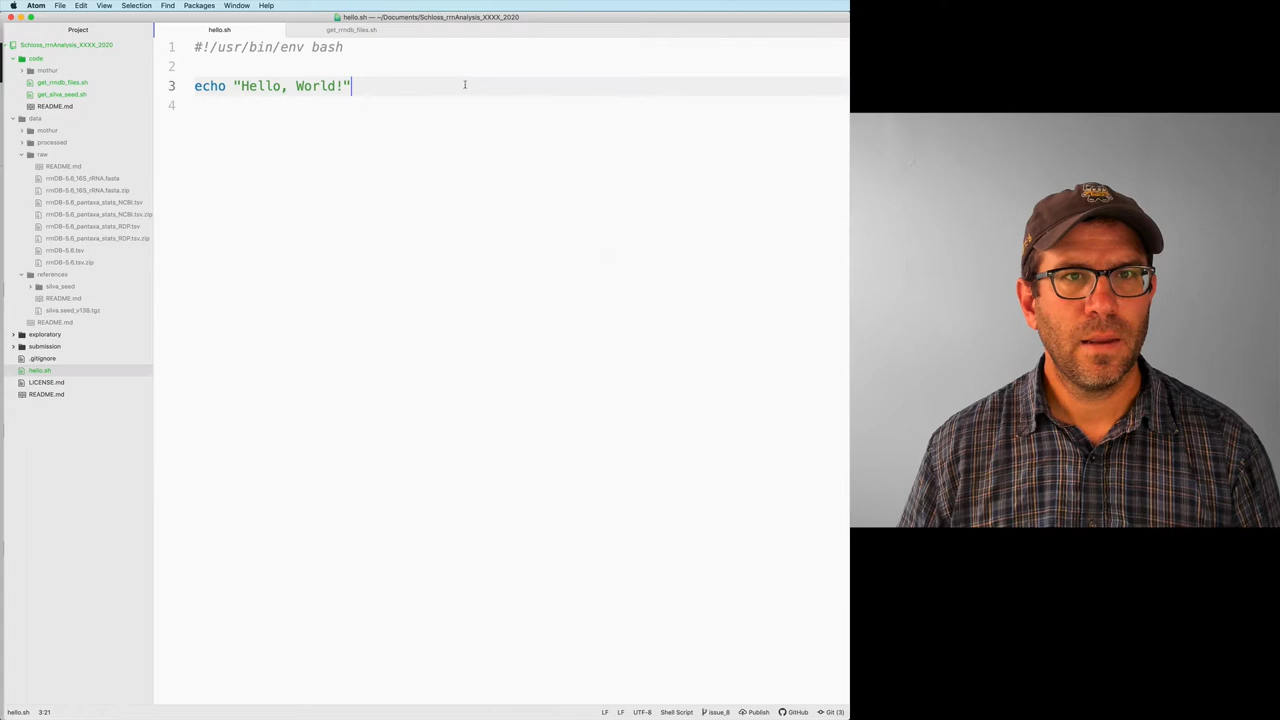 Atom File Edit View Selection Find Packages Window Help
hello.sh — ~/Documents/Schloss_rrnAnalysis_XXXX_2020
Project
hello.sh
get_rrndb_files.sh
Schloss_rrnAnalysis_XXXX_2020
code
mothur
get_rrndb_files.sh
get_silva_seed.sh
README.md
data
mothur
processed
raw
README.md
rrnDB-5.6_16S_rRNA.fasta
rrnDB-5.6_16S_rRNA.fasta.zip
rrnDB-5.6_pantaxa_stats_NCBI.tsv
rrnDB-5.6_pantaxa_stats_NCBI.tsv.zip
rrnDB-5.6_pantaxa_stats_RDP.tsv
rrnDB-5.6_pantaxa_stats_RDP.tsv.zip
rrnDB-5.6.tsv
rrnDB-5.6.tsv.zip
references
silva_seed
README.md
silva.seed_v138.tgz
README.md
exploratory
submission
.gitignore
hello.sh
LICENSE.md
README.md
1 #!/usr/bin/env bash
2
3 echo "Hello, World!"
4
hello.sh 3:21
LF LF UTF-8 Shell Script issue_8 Publish GitHub Git (3)